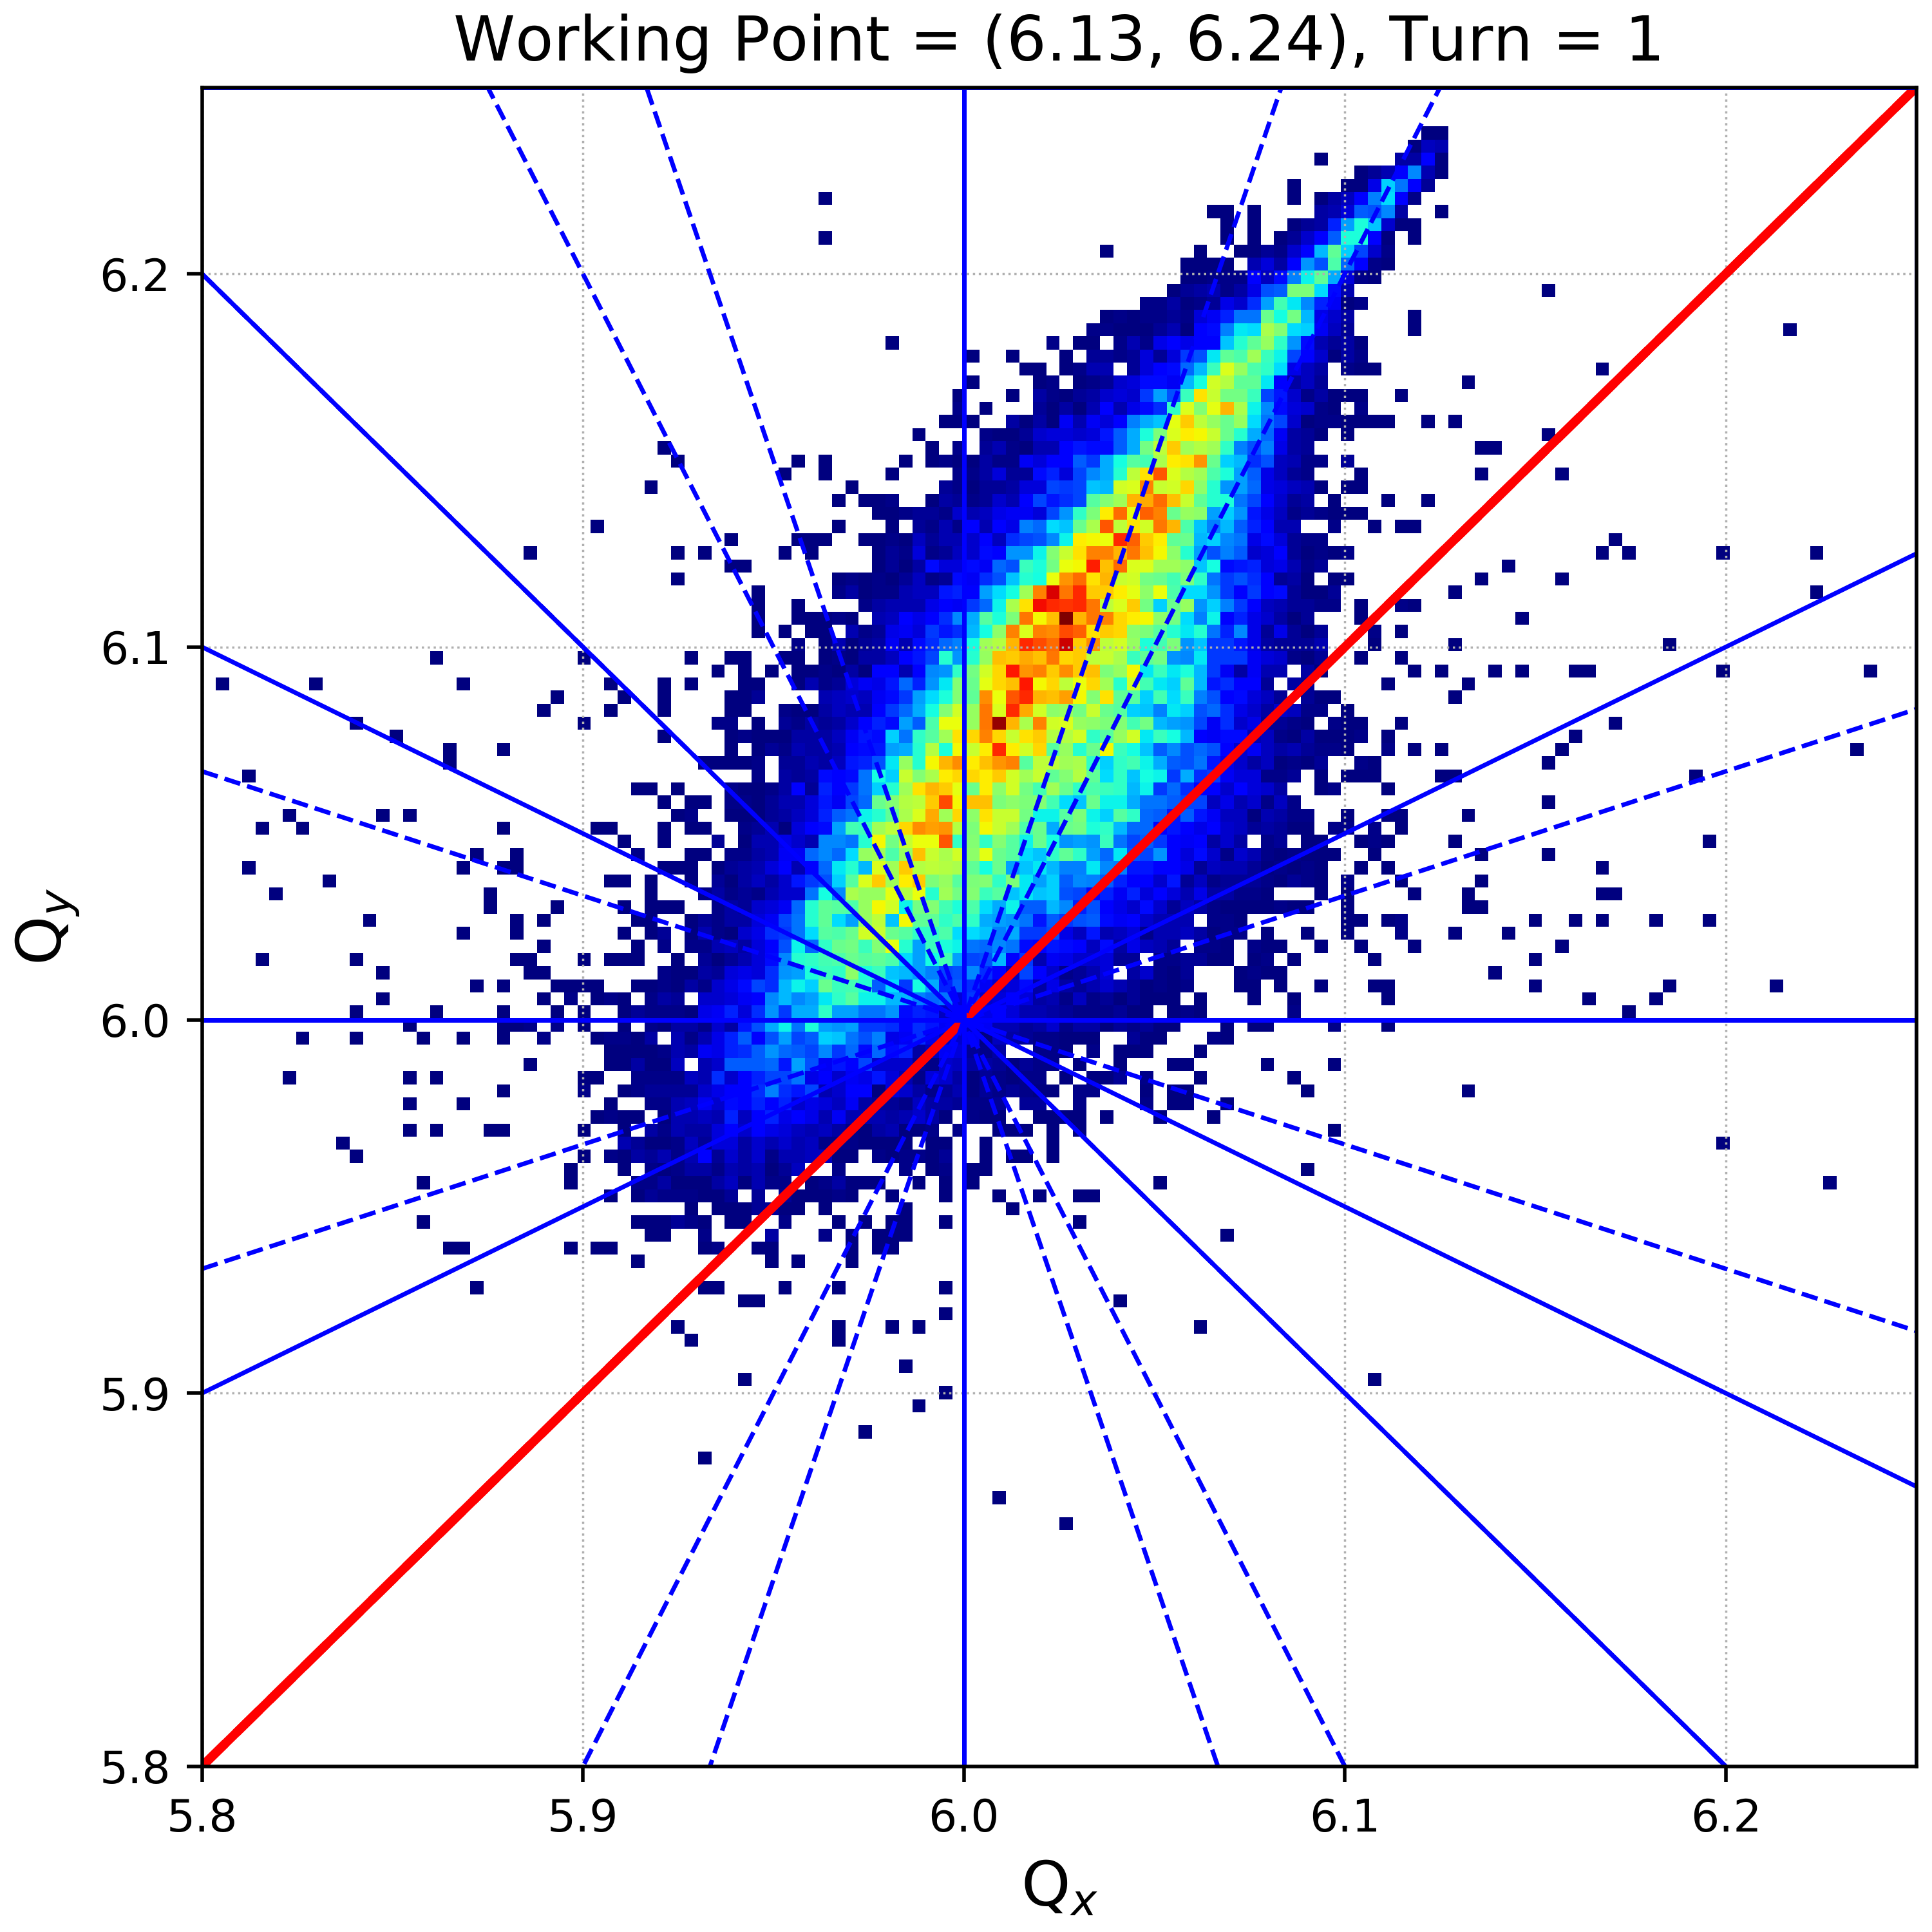 Working Point = (6.13, 6.24), Turn = 1
6.2
6.1
6.0
5.9
5.8
Qy
5.8 5.9 6.0 6.1 6.2
Qx